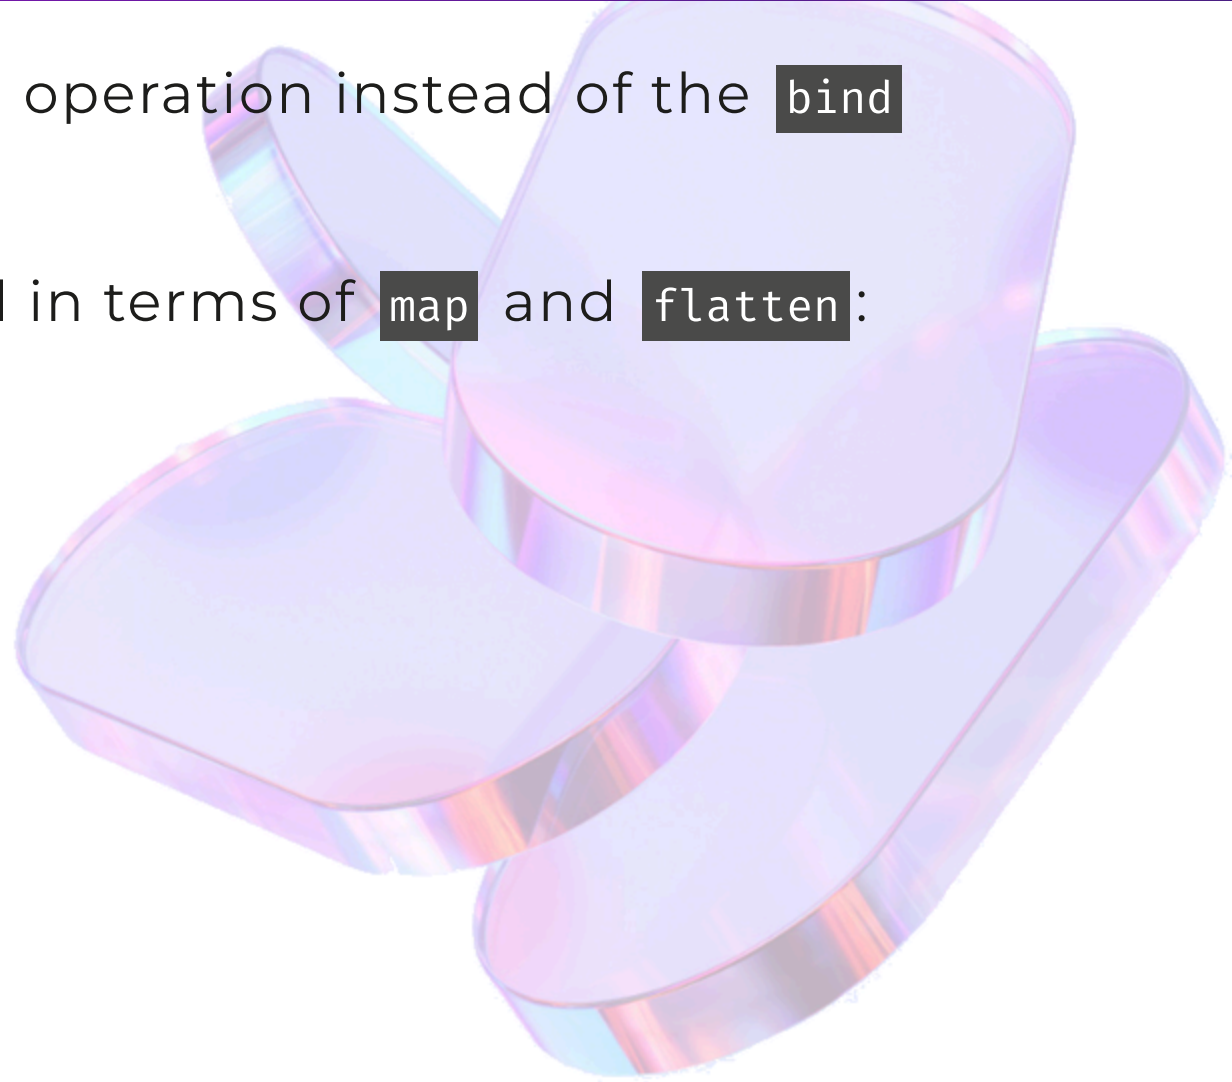 operation instead of the bind
in terms of map and flatten: